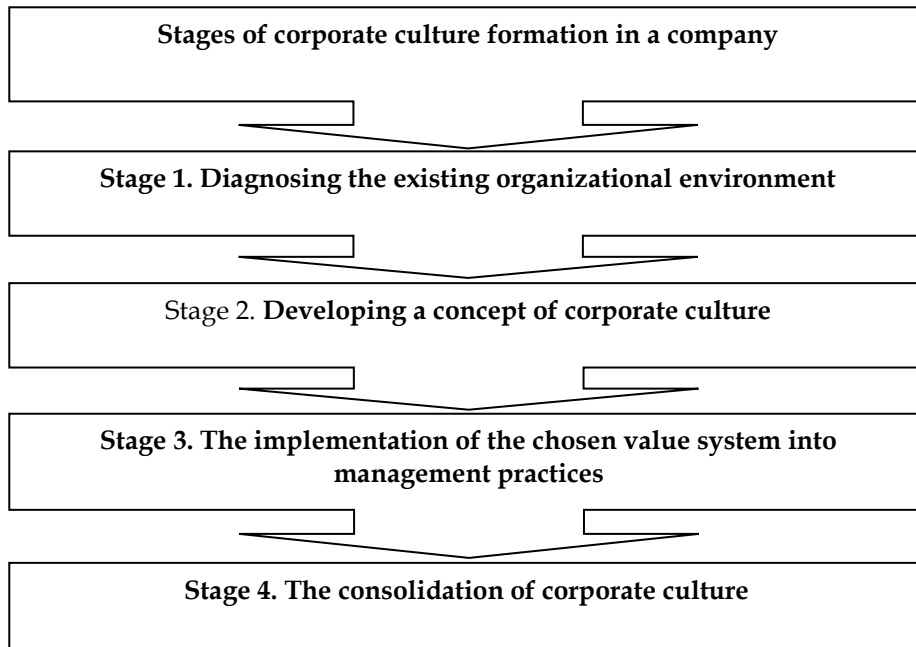 Stages of corporate culture formation in a company
Stage 1. Diagnosing the existing organizational environment
Stage 2. Developing a concept of corporate culture
Stage 3. The implementation of the chosen value system into
management practices
Stage 4. The consolidation of corporate culture